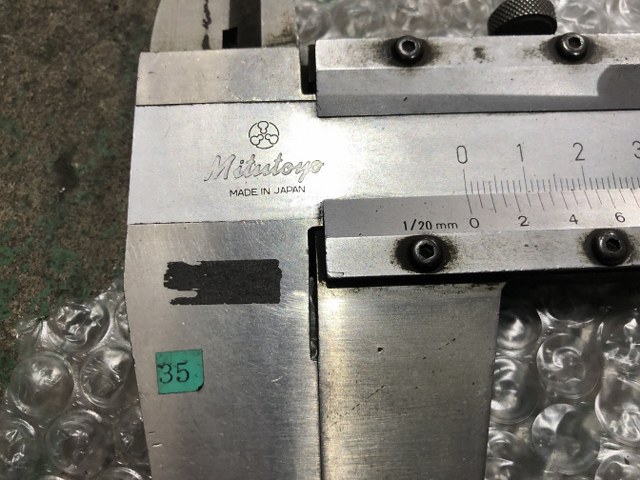 Mitutoyo
MADE IN JAPAN
0 1 2 3
1/20 mm 0 2 4 6
35